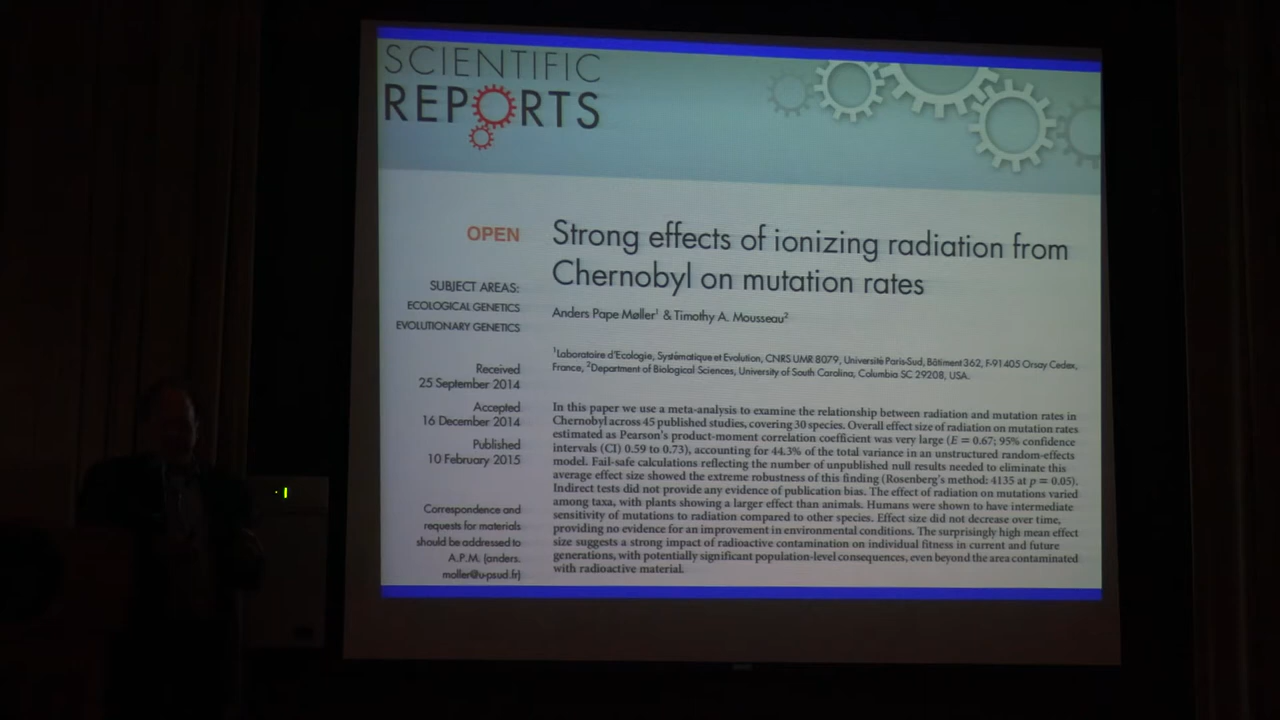 SCIENTIFIC
REPORTS
OPEN
SUBJECT AREAS:
ECOLOGICAL GENETICS
EVOLUTIONARY GENETICS
Received
25 September 2014
Accepted
16 December 2014
Published
10 February 2015
Correspondence and
requests for materials
should be addressed to
A.P.M. (anders.
moller@u-psud.fr)
Strong effects of ionizing radiation from
Chernobyl on mutation rates
Anders Pape Møller¹ & Timothy A. Mousseau²
¹Laboratoire d'Ecologie, Systématique et Evolution, CNRS UMR 8079, Université Paris-Sud, Bâtiment 362, F-91405 Orsay Cedex,
France, ²Department of Biological Sciences, University of South Carolina, Columbia SC 29208, USA.
In this paper we use a meta-analysis to examine the relationship between radiation and mutation rates in
Chernobyl across 45 published studies, covering 30 species. Overall effect size of radiation on mutation rates
estimated as Pearson's product-moment correlation coefficient was very large (E = 0.67; 95% confidence
intervals (CI) 0.59 to 0.73), accounting for 44.3% of the total variance in an unstructured random-effects
model. Fail-safe calculations reflecting the number of unpublished null results needed to eliminate this
average effect size showed the extreme robustness of this finding (Rosenberg's method: 4135 at p = 0.05).
Indirect tests did not provide any evidence of publication bias. The effect of radiation on mutations varied
among taxa, with plants showing a larger effect than animals. Humans were shown to have intermediate
sensitivity of mutations to radiation compared to other species. Effect size did not decrease over time,
providing no evidence for an improvement in environmental conditions. The surprisingly high mean effect
size suggests a strong impact of radioactive contamination on individual fitness in current and future
generations, with potentially significant population-level consequences, even beyond the area contaminated
with radioactive material.